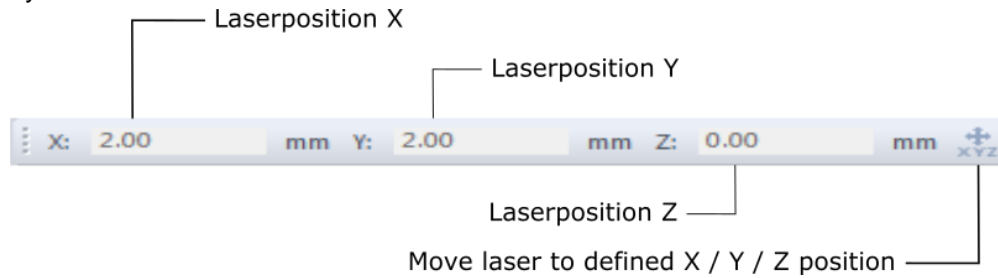 Laserposition X
Laserposition Y
X: 2.00 mm Y: 2.00 mm Z: 0.00 mm XYZ
Laserposition Z
Move laser to defined X / Y / Z position